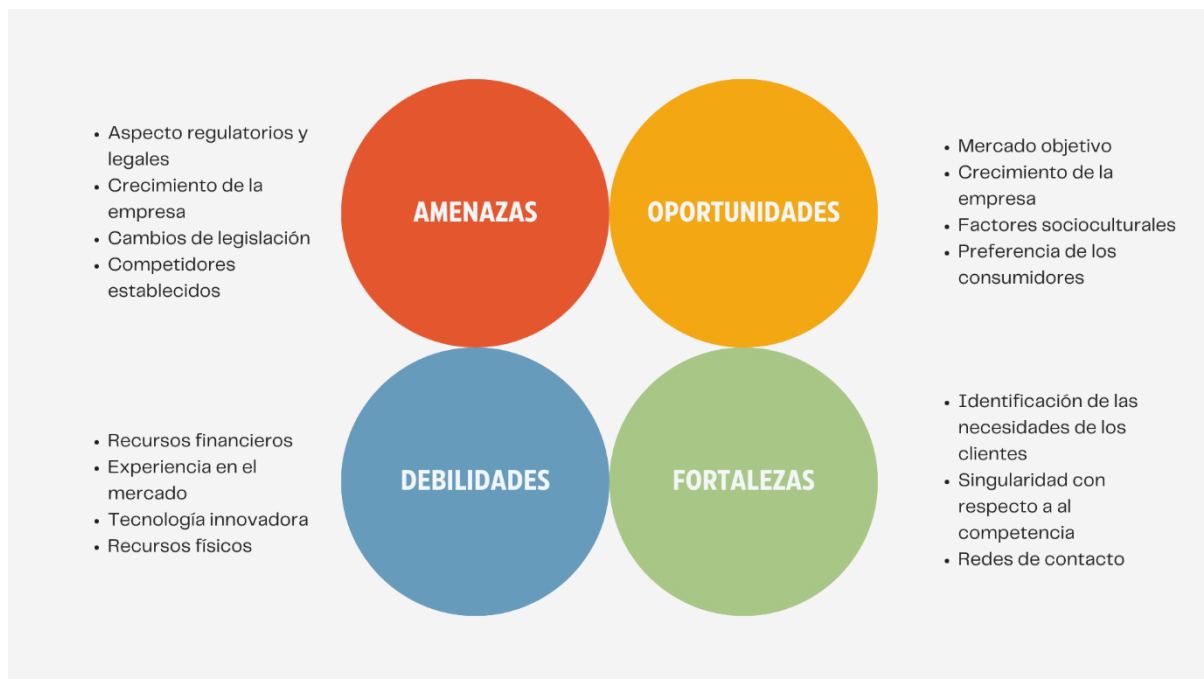 • Aspecto regulatorios y
legales
• Crecimiento de la
empresa
• Cambios de legislación
• Competidores
establecidos
AMENAZAS
OPORTUNIDADES
• Mercado objetivo
• Crecimiento de la
empresa
• Factores socioculturales
• Preferencia de los
consumidores
• Recursos financieros
• Experiencia en el
mercado
• Tecnología innovadora
• Recursos físicos
DEBILIDADES
FORTALEZAS
• Identificación de las
necesidades de los
clientes
• Singularidad con
respecto a al
competencia
• Redes de contacto